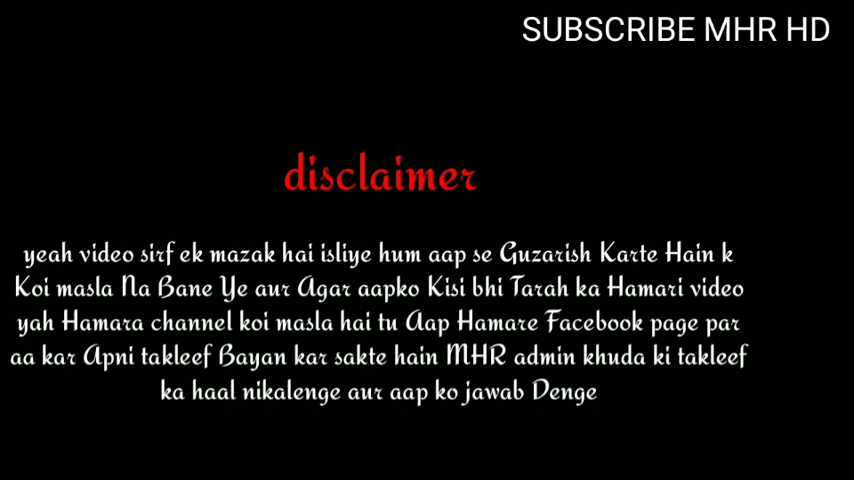 SUBSCRIBE MHR HD
disclaimer
yeah video sirf ek mazak hai isliye hum aap se Guzarish Karte Hain k
Koi masla Na Bane Ye aur Agar aapko Kisi bhi Tarah ka Hamari video
yah Hamara channel koi masla hai tu Aap Hamare Facebook page par
aa kar Apni takleef Bayan kar sakte hain MHR admin khuda ki takleef
ka haal nikalenge aur aap ko jawab Denge